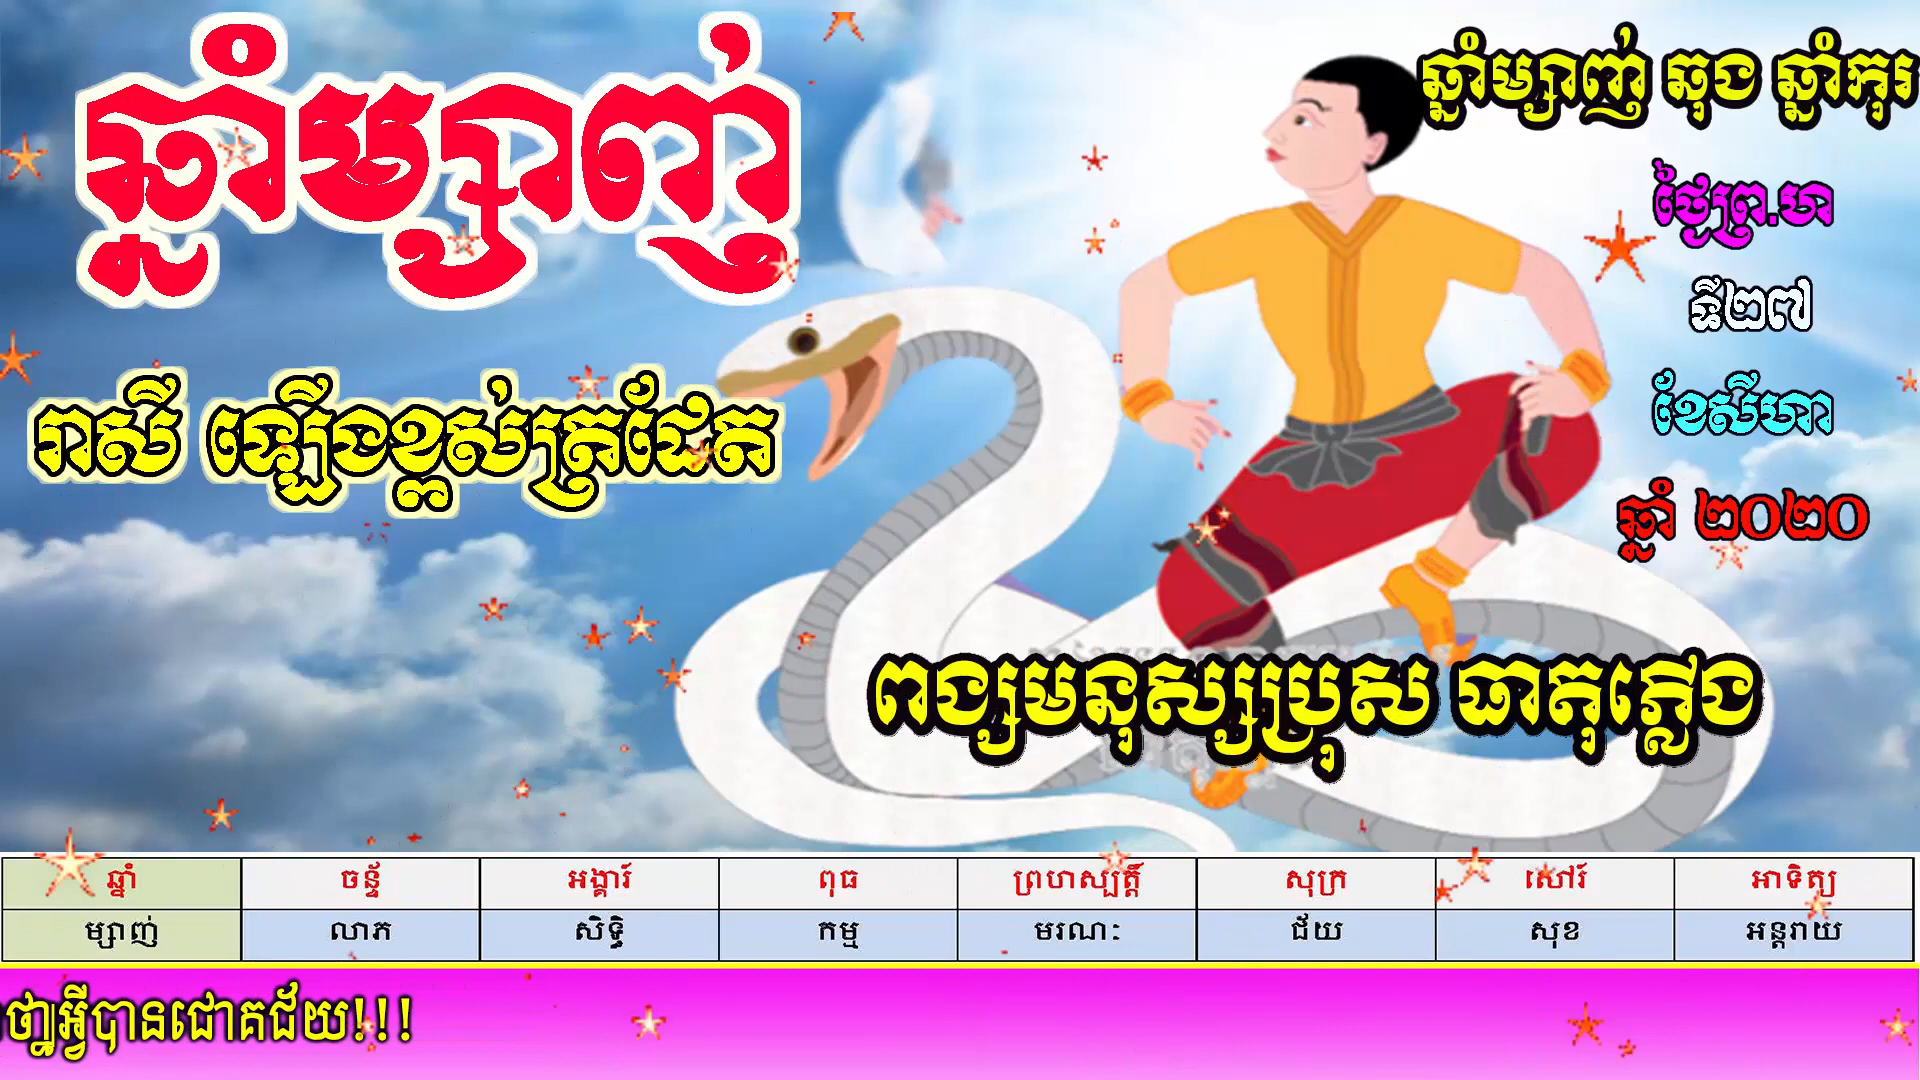 ឆ្នាំម្សាញ់
រាសី ឡើងខ្ពស់ត្រដែត
ឆ្នាំម្សាញ់ ឆុង ឆ្នាំកុរ
ថ្ងៃព្រ.ហ
ទី២៧
ខែសីហា
ឆ្នាំ ២០២០
ពង្សមនុស្សប្រុស ធាតុភ្លើង
ឆ្នាំ ចន្ទ័ អង្គារ៍ ពុធ ព្រហស្បត្តិ៍ សុក្រ សៅរ៍ អាទិត្យ
ម្សាញ់ លាភ សិទ្ធិ កម្ម មរណៈ ជ័យ សុខ អន្តរាយ
ថា្នអ្វីបានជោគជ័យ!!!